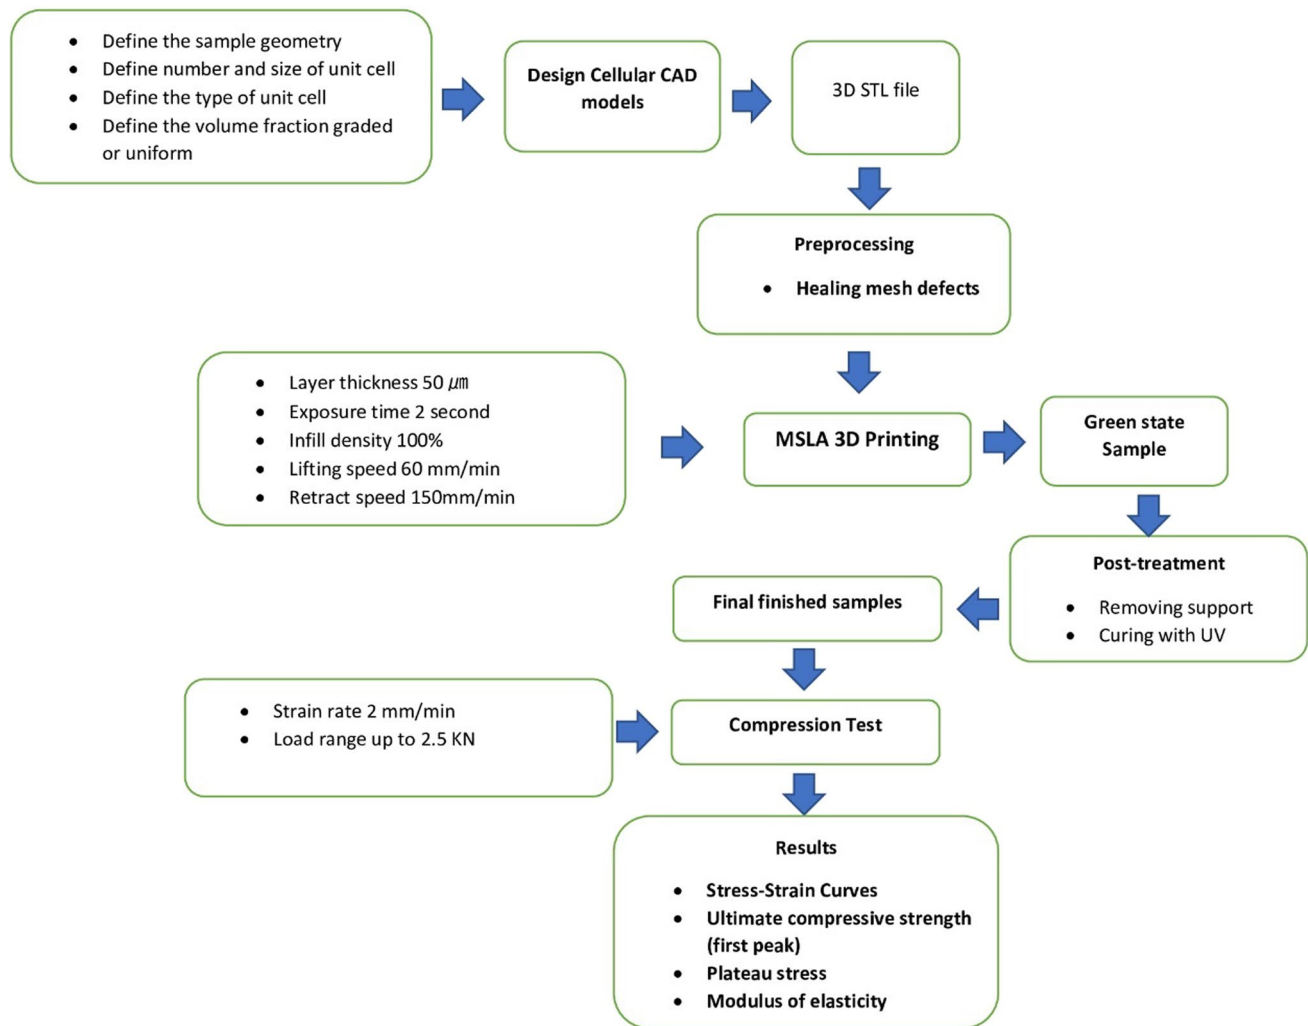 • Define the sample geometry
• Define number and size of unit cell
• Define the type of unit cell
• Define the volume fraction graded
or uniform
Design Cellular CAD
models
3D STL file
Preprocessing
• Healing mesh defects
• Layer thickness 50 ㎛
• Exposure time 2 second
• Infill density 100%
• Lifting speed 60 mm/min
• Retract speed 150mm/min
MSLA 3D Printing
Green state
Sample
Post-treatment
• Removing support
• Curing with UV
Final finished samples
• Strain rate 2 mm/min
• Load range up to 2.5 KN
Compression Test
Results
• Stress-Strain Curves
• Ultimate compressive strength
(first peak)
• Plateau stress
• Modulus of elasticity